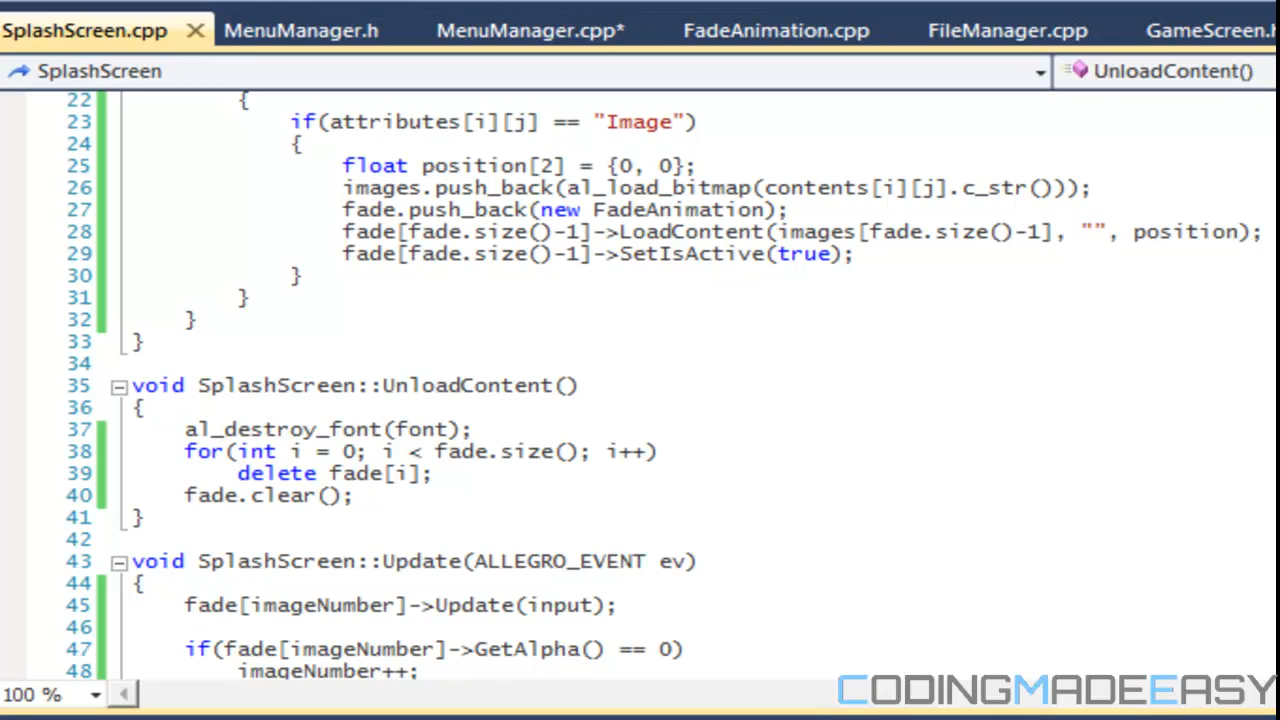 SplashScreen.cpp MenuManager.h MenuManager.cpp* FadeAnimation.cpp FileManager.cpp GameScreen.h
SplashScreen UnloadContent()
22 {
23 if(attributes[i][j] == "Image")
24 {
25 float position[2] = {0, 0};
26 images.push_back(al_load_bitmap(contents[i][j].c_str()));
27 fade.push_back(new FadeAnimation);
28 fade[fade.size()-1]->LoadContent(images[fade.size()-1], "", position);
29 fade[fade.size()-1]->SetIsActive(true);
30 }
31 }
32 }
33 }
34
35 void SplashScreen::UnloadContent()
36 {
37 al_destroy_font(font);
38 for(int i = 0; i < fade.size(); i++)
39 delete fade[i];
40 fade.clear();
41 }
42
43 void SplashScreen::Update(ALLEGRO_EVENT ev)
44 {
45 fade[imageNumber]->Update(input);
46
47 if(fade[imageNumber]->GetAlpha() == 0)
48 imageNumber++;
100 %
CODINGMADEEASY